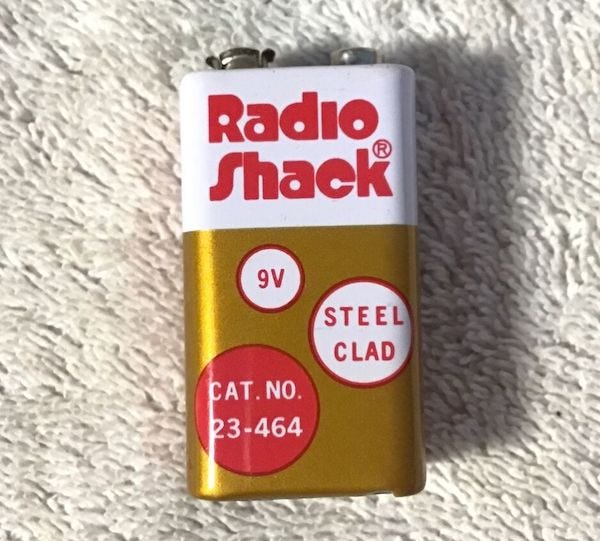 Radio
Shack®
9V
STEEL
CLAD
CAT. NO.
23-464